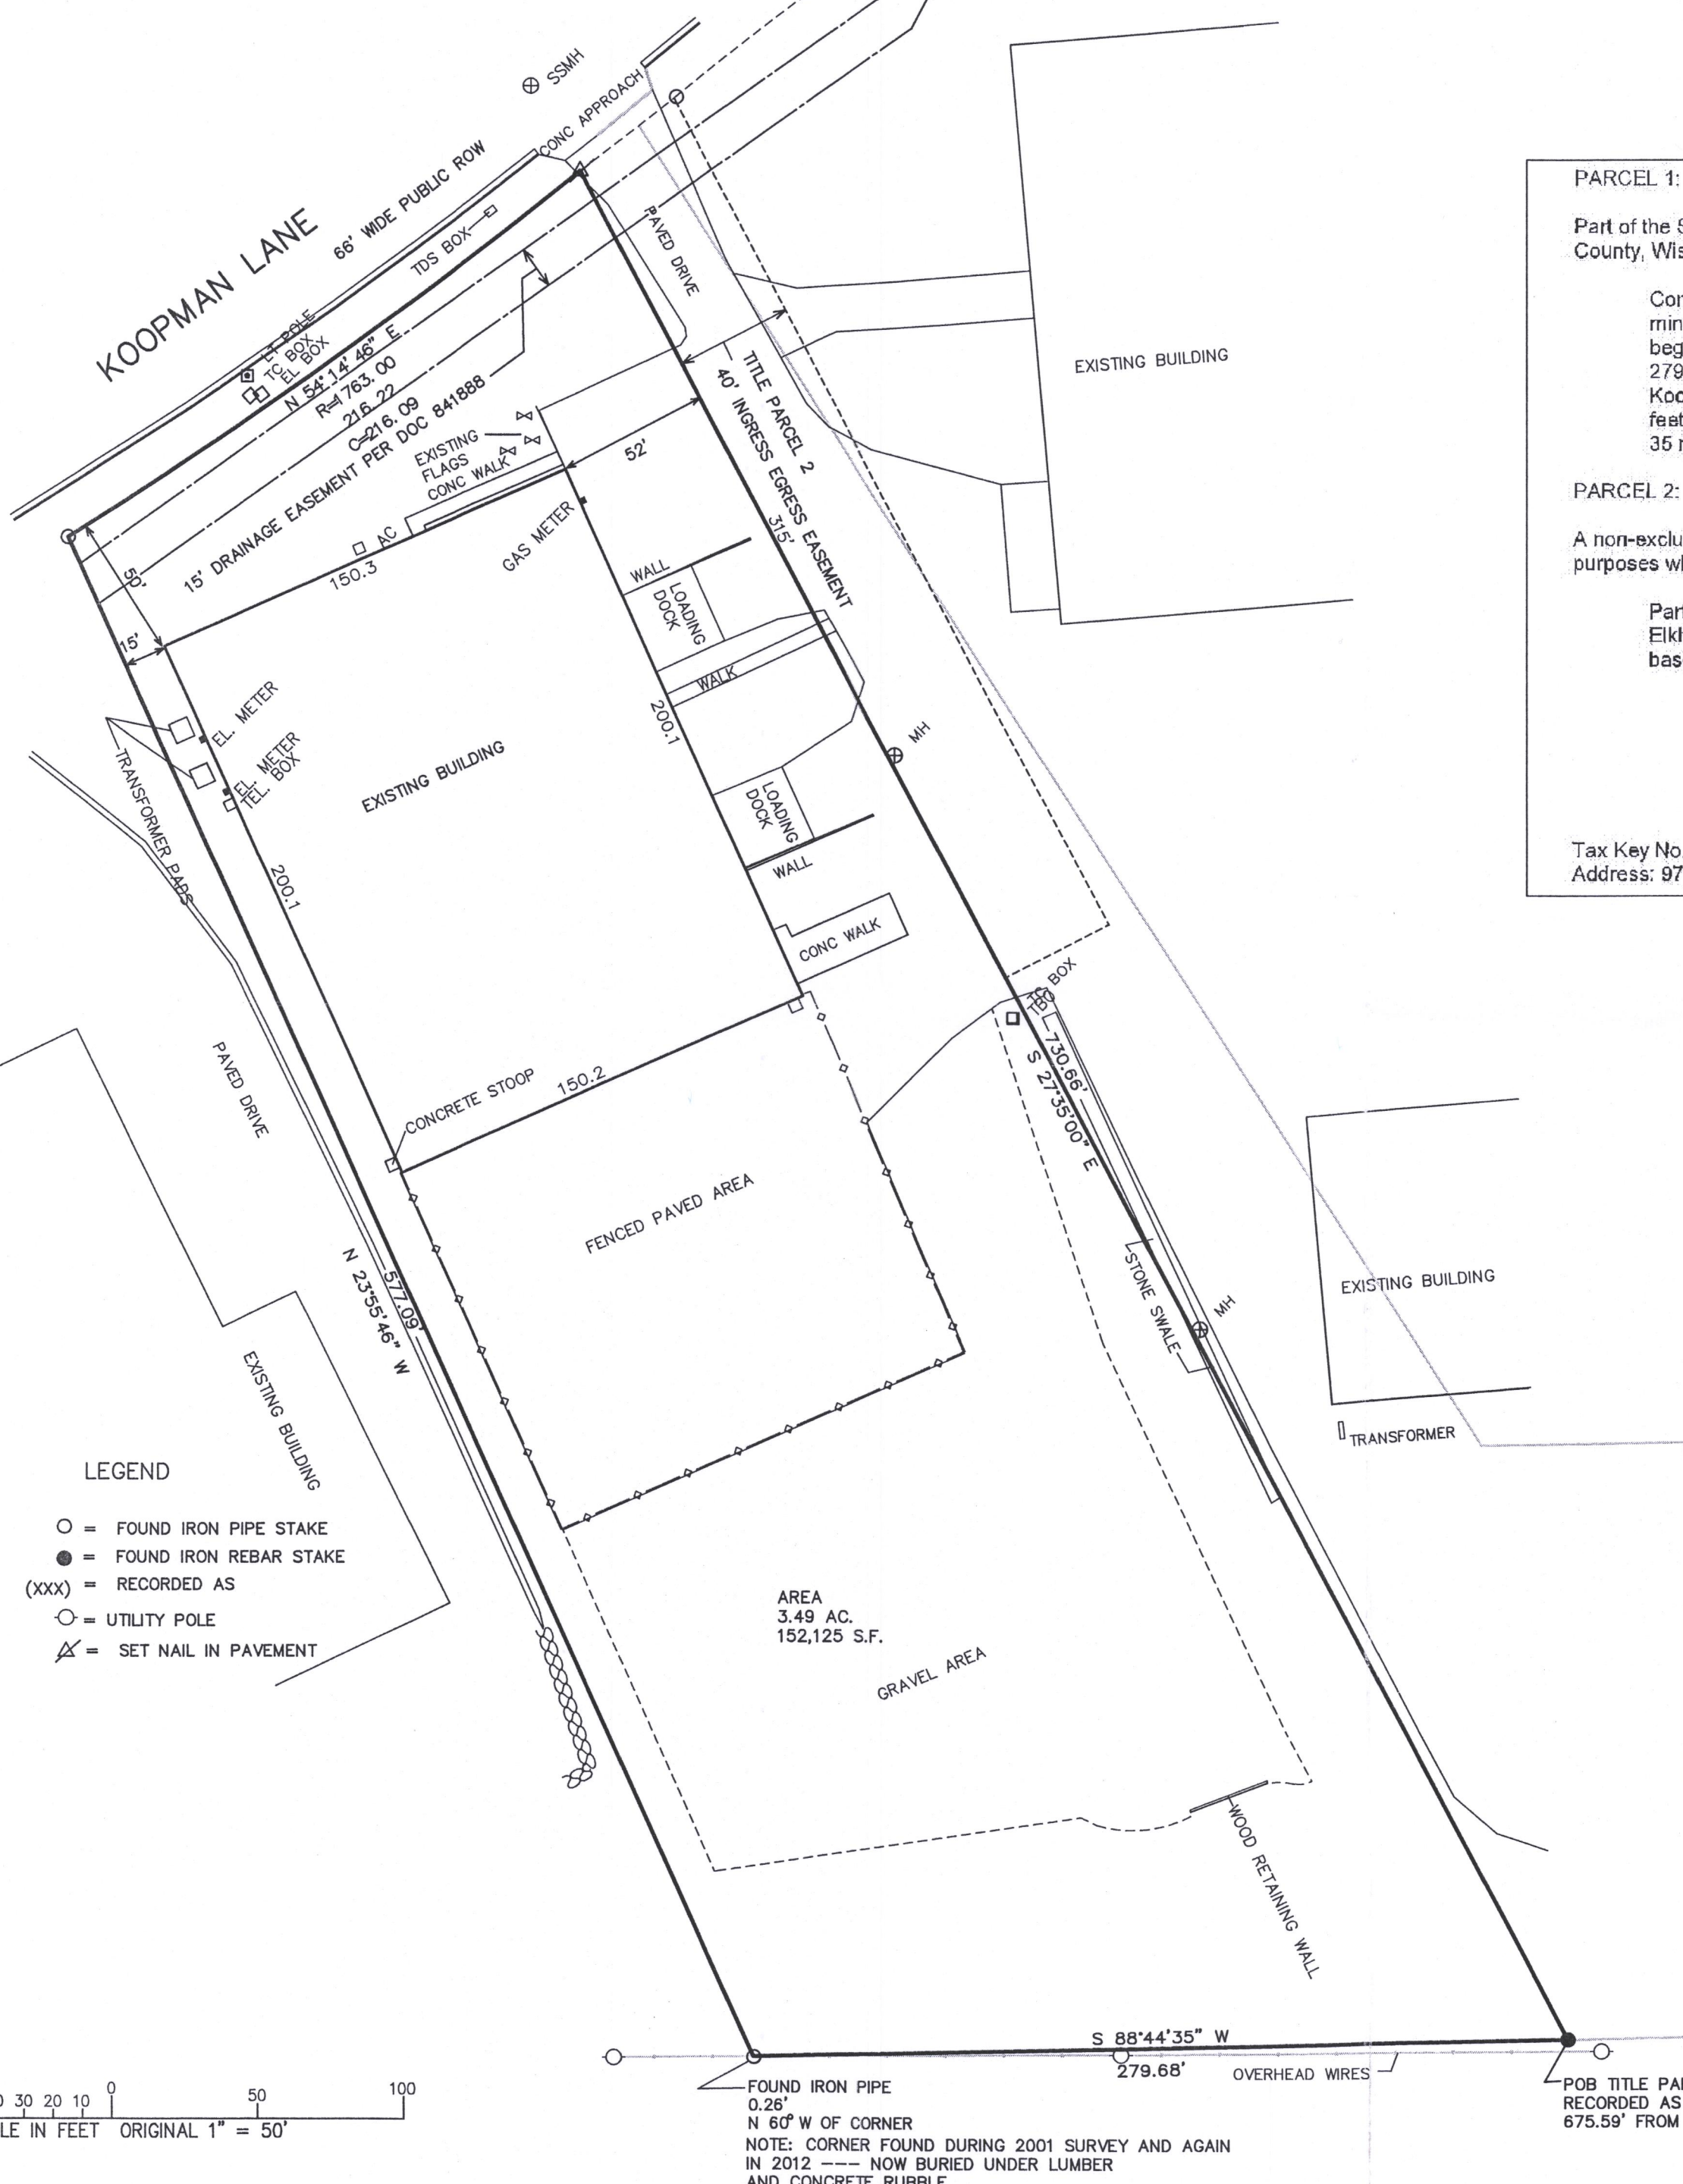 SSMH
CONC APPROACH
66' WIDE PUBLIC ROW
KOOPMAN LANE
TDS BOX
LT POLE
TC BOX
EL BOX
N 54°14'46" E
R=1763.00
216.22
C=216.09
15' DRAINAGE EASEMENT PER DOC 841888
PAVED DRIVE
EXISTING
FLAGS
CONC WALK
AC
52'
TITLE PARCEL 2
40' INGRESS EGRESS EASEMENT
315'
EXISTING BUILDING
PARCEL 1:
Part of the
County,
279
35
PARCEL 2:
A non-
purposes
Tax Key No
Address: 97
50'
15'
150.3
GAS METER
WALL
LOADING
DOCK
WALK
200.1
MH
EL. METER
EL. METER
TEL. BOX
TRANSFORMER PADS
EXISTING BUILDING
200.1
LOADING
DOCK
WALL
CONC WALK
TC BOX
730.66'
S 27°35'00" E
PAVED DRIVE
CONCRETE STOOP
150.2
FENCED PAVED AREA
577.09'
N 23°55'46" W
STONE SWALE
MH
EXISTING BUILDING
TRANSFORMER
EXISTING BUILDING
LEGEND
O = FOUND IRON PIPE STAKE
● = FOUND IRON REBAR STAKE
(XXX) = RECORDED AS
= UTILITY POLE
= SET NAIL IN PAVEMENT
AREA
3.49 AC.
152,125 S.F.
GRAVEL AREA
WOOD RETAINING WALL
S 88°44'35" W
279.68'
OVERHEAD WIRES
FOUND IRON PIPE
0.26'
N 60° W OF CORNER
NOTE: CORNER FOUND DURING 2001 SURVEY AND AGAIN
IN 2012 --- NOW BURIED UNDER LUMBER
AND CONCRETE RUBBLE
POB TITLE
RECORDED AS
675.59' FROM
30 20 10 0 50 100
LE IN FEET ORIGINAL 1" = 50'